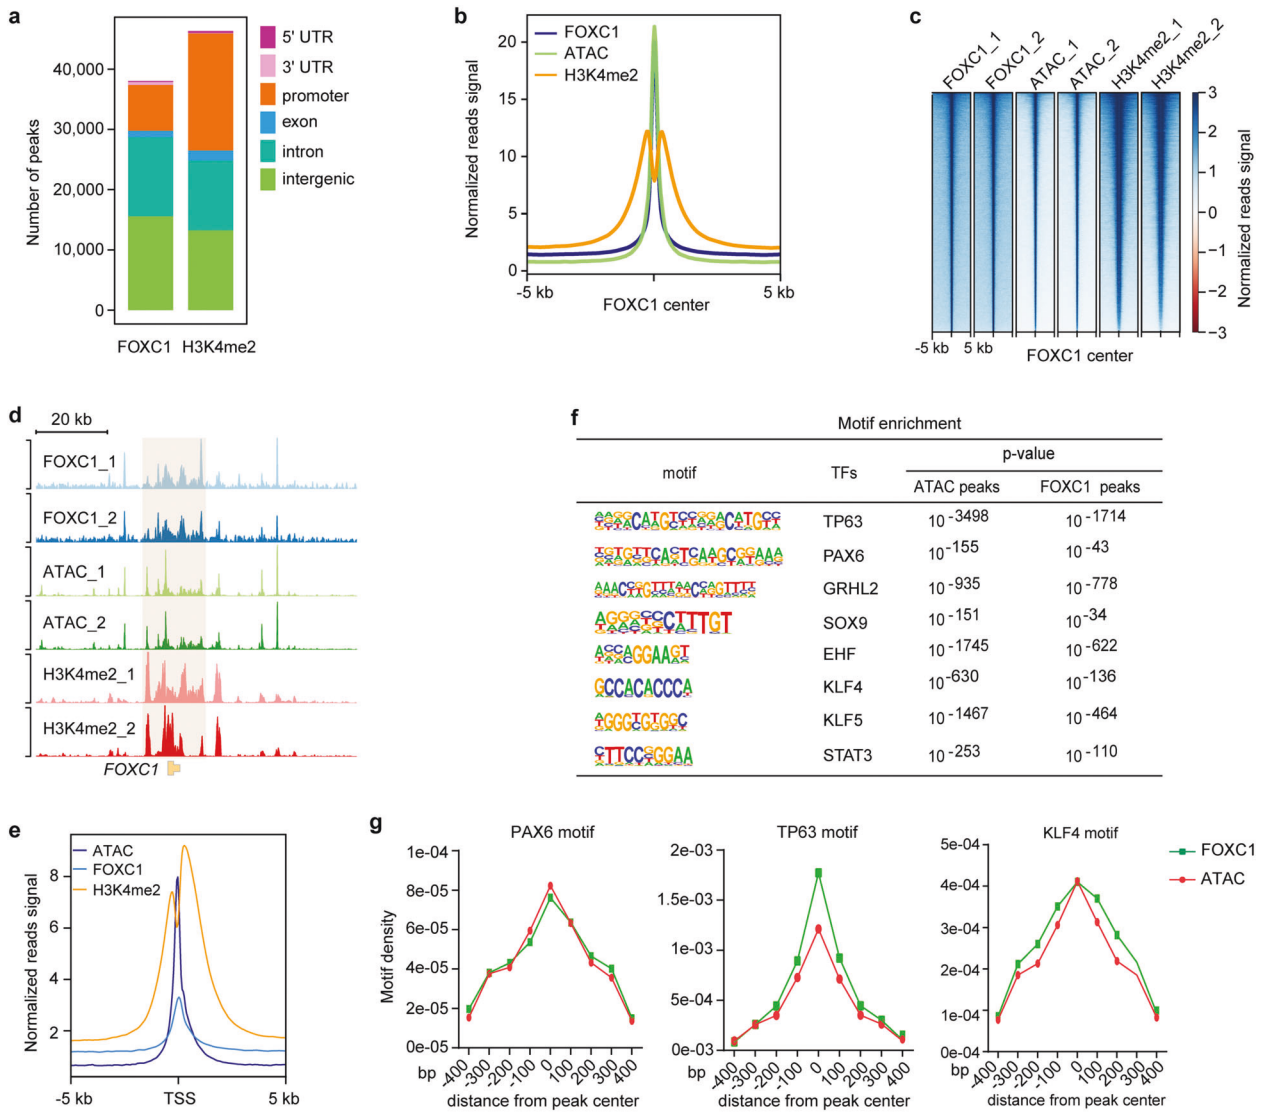 a
Number of peaks
40,000
30,000
20,000
10,000
0
FOXC1 H3K4me2
5' UTR
3' UTR
promoter
exon
intron
intergenic
b
Normalized reads signal
20
15
10
5
0
FOXC1
ATAC
H3K4me2
-5 kb
5 kb
FOXC1 center
c
FOXC1_1
FOXC1_2
ATAC_1
ATAC_2
H3K4me2_1
H3K4me2_2
3
2
1
0
−1
−2
−3
Normalized reads signal
-5 kb 5 kb
FOXC1 center
d
20 kb
FOXC1_1
FOXC1_2
ATAC_1
ATAC_2
H3K4me2_1
H3K4me2_2
FOXC1
f
Motif enrichment
motif TFs p-value
ATAC peaks FOXC1 peaks
TP63 10-3498 10-1714
PAX6 10-155 10-43
GRHL2 10-935 10-778
SOX9 10-151 10-34
EHF 10-1745 10-622
KLF4 10-630 10-136
KLF5 10-1467 10-464
STAT3 10-253 10-110
e
Normalized reads signal
8
6
4
2
ATAC
FOXC1
H3K4me2
-5 kb TSS 5 kb
g
PAX6 motif
Motif density
1e-04
8e-05
6e-05
4e-05
2e-05
0e-05
bp
-400 -300 -200 -100 0 100 200 300 400
distance from peak center
TP63 motif
2e-03
1.5e-03
1e-03
5e-04
0e-03
bp
-400 -300 -200 -100 0 100 200 300 400
distance from peak center
KLF4 motif
5e-04
4e-04
3e-04
2e-04
1e-04
0e-04
bp
-400 -300 -200 -100 0 100 200 300 400
distance from peak center
FOXC1
ATAC